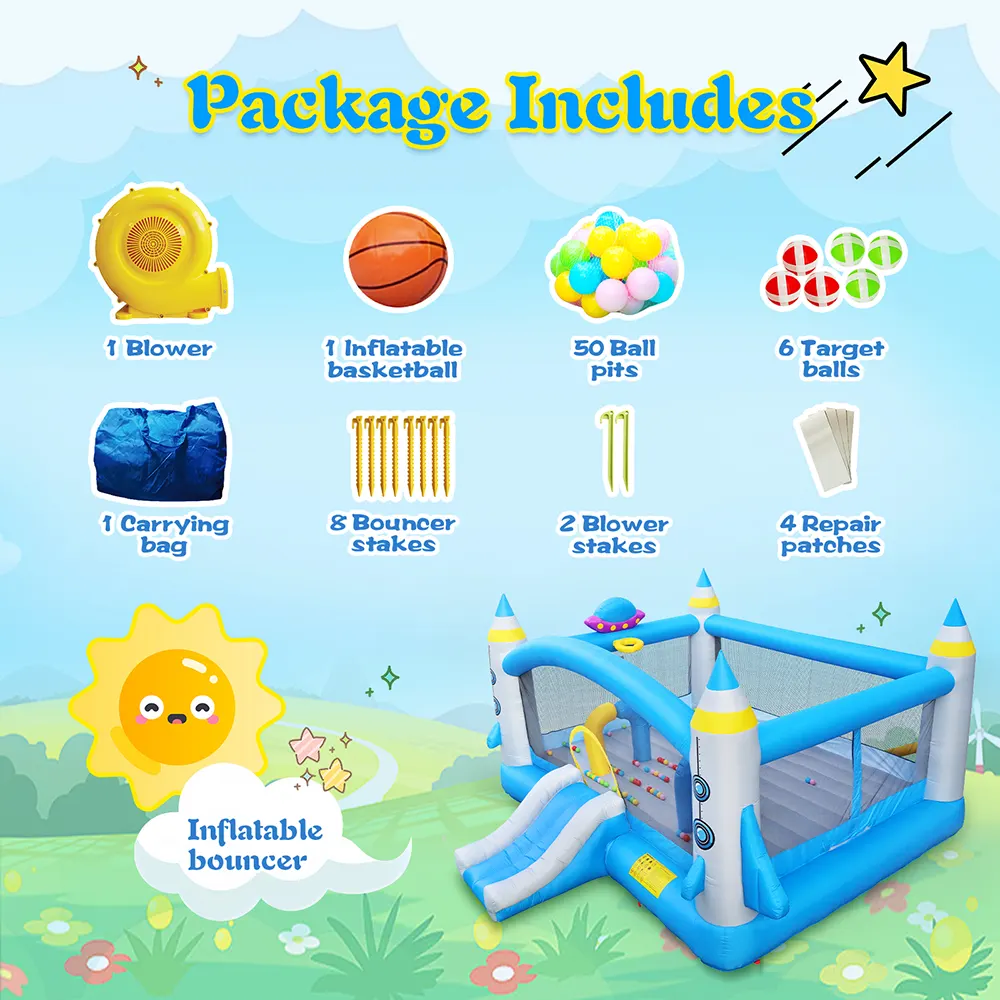 Package Includes
1 Blower
1 Inflatable
basketball
50 Ball
pits
6 Target
balls
1 Carrying
bag
8 Bouncer
stakes
2 Blower
stakes
4 Repair
patches
Inflatable
bouncer